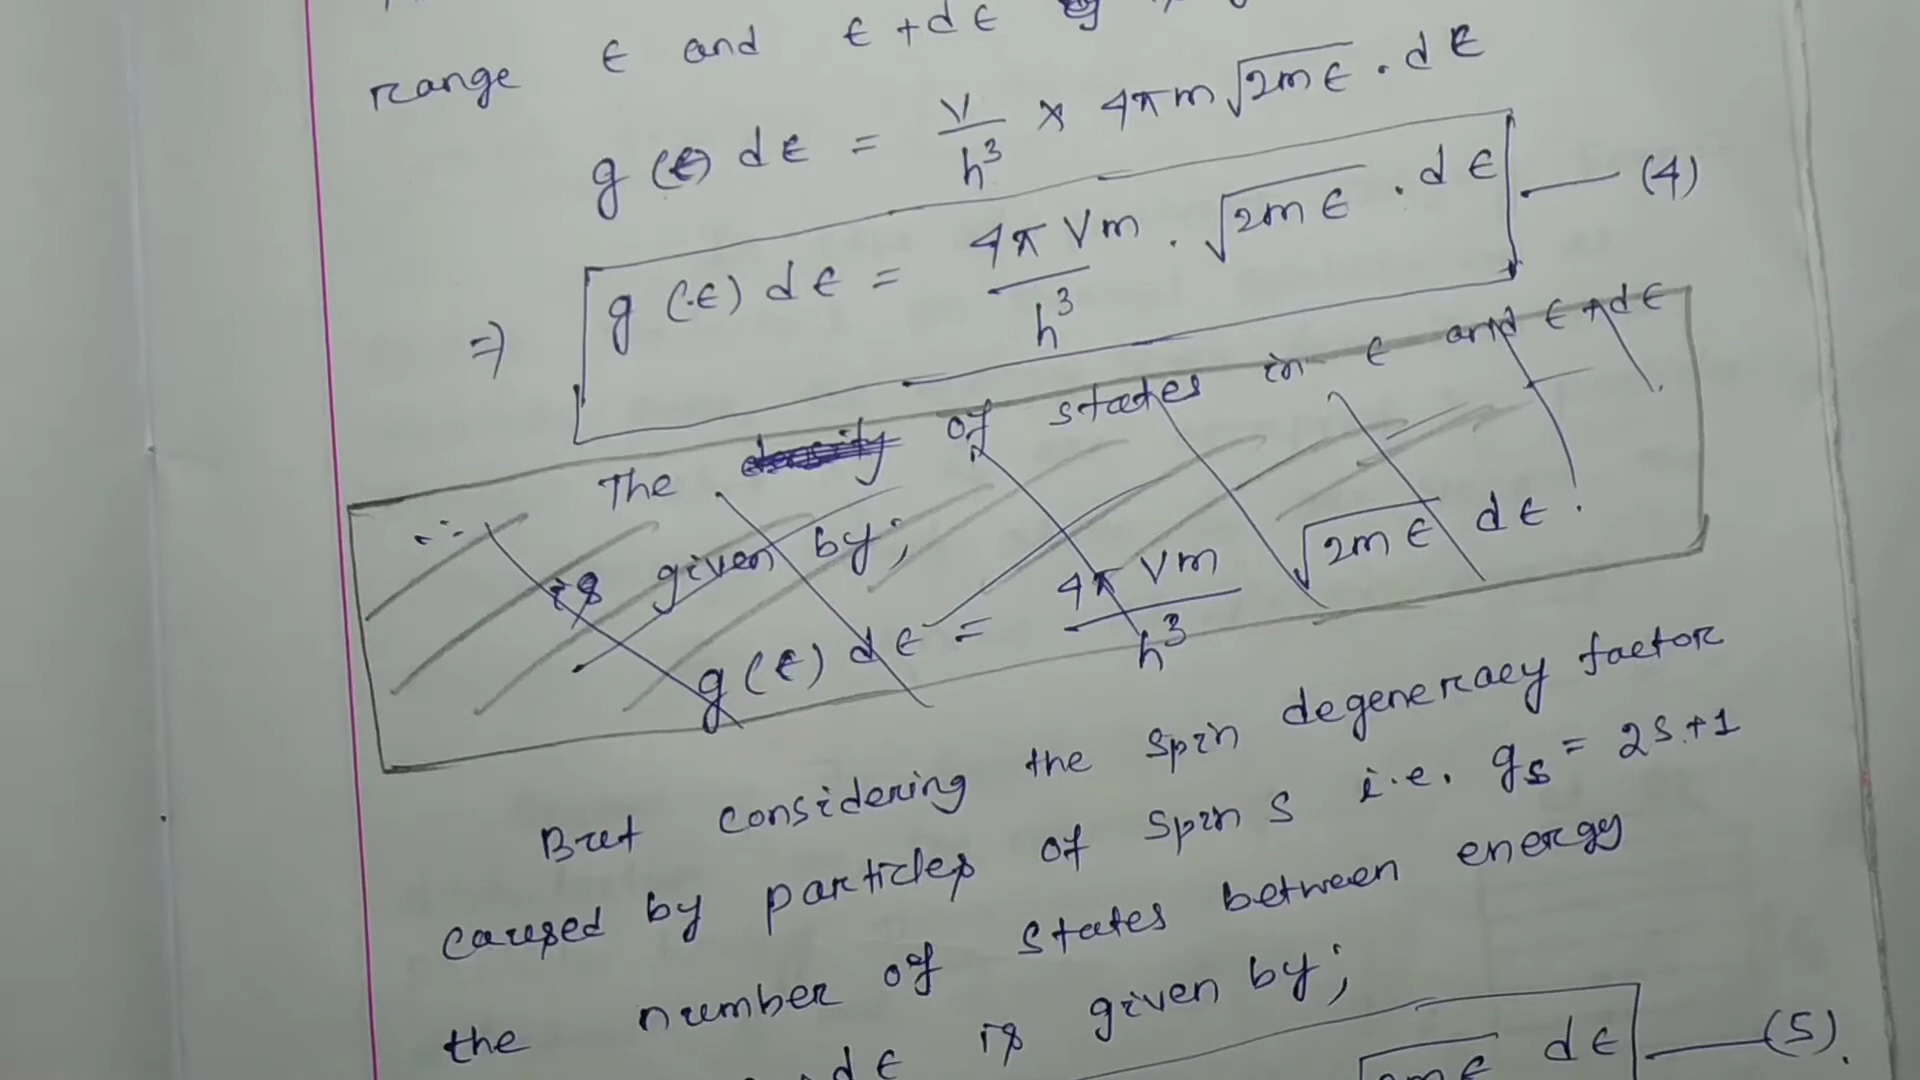 range ϵ and ϵ+dϵ
g(ϵ) dϵ = V/h³ × 4πm√2mϵ . dϵ
⇒ g(ϵ) dϵ = 4πVm/h³ . √2mϵ . dϵ — (4)
∴ The density of states in ϵ and ϵ+dϵ
is given by;
g(ϵ) dϵ = 4πVm/h³ √2mϵ dϵ.
But considering the spin degeneracy factor
caused by particles of spin S i.e. gₛ = 2S+1
the number of states between energy
dϵ is given by;
√2mϵ dϵ — (5).